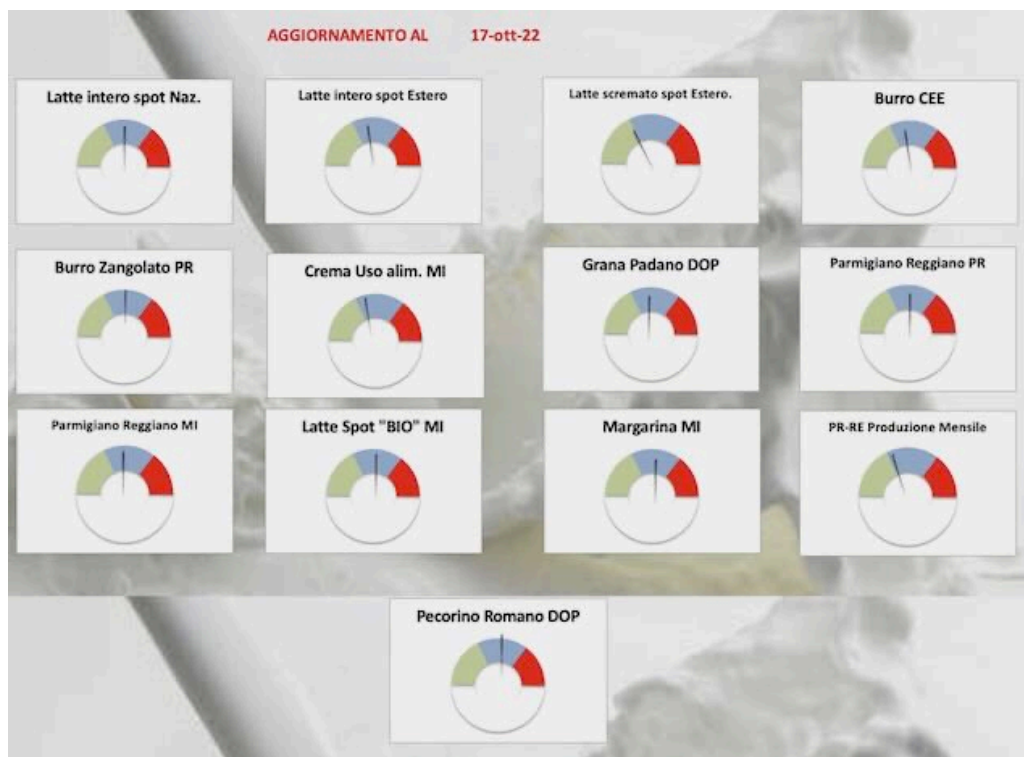 AGGIORNAMENTO AL 17-ott-22
Latte intero spot Naz.
Latte intero spot Estero
Latte scremato spot Estero.
Burro CEE
Burro Zangolato PR
Crema Uso alim. MI
Grana Padano DOP
Parmigiano Reggiano PR
Parmigiano Reggiano MI
Latte Spot "BIO" MI
Margarina MI
PR-RE Produzione Mensile
Pecorino Romano DOP